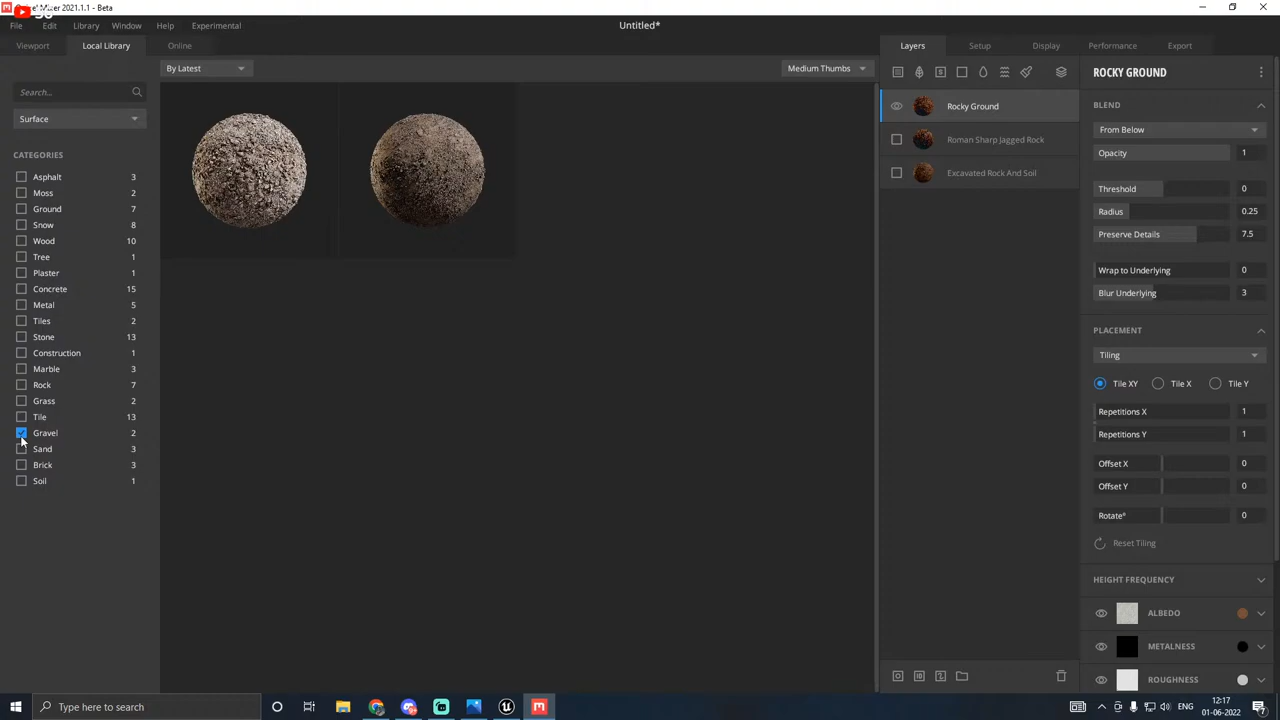 Mixer 2021.1.1 - Beta
File Edit Library Window Help Experimental
Untitled*
Viewport Local Library Online
Layers Setup Display Performance Export
By Latest
Medium Thumbs
Search...
Surface
CATEGORIES
Asphalt 3
Moss 2
Ground 7
Snow 8
Wood 10
Tree 1
Plaster 1
Concrete 15
Metal 5
Tiles 2
Stone 13
Construction 1
Marble 3
Rock 7
Grass 2
Tile 13
Gravel 2
Sand 3
Brick 3
Soil 1
Rocky Ground
Roman Sharp Jagged Rock
Excavated Rock And Soil
ROCKY GROUND
BLEND
From Below
Opacity 1
Threshold 0
Radius 0.25
Preserve Details 7.5
Wrap to Underlying 0
Blur Underlying 3
PLACEMENT
Tiling
Tile XY Tile X Tile Y
Repetitions X 1
Repetitions Y 1
Offset X 0
Offset Y 0
Rotate° 0
Reset Tiling
HEIGHT FREQUENCY
ALBEDO
METALNESS
ROUGHNESS
Type here to search
ENG
12:17
01-06-2022